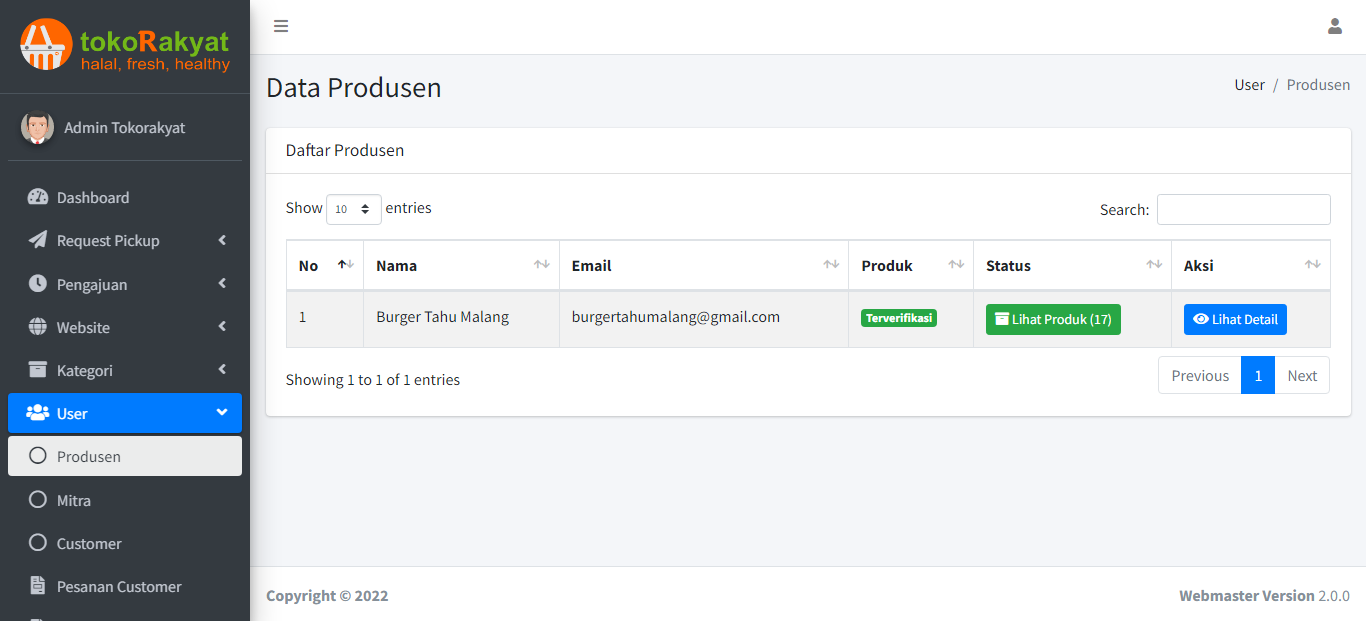 tokoRakyat
halal, fresh, healthy
Admin Tokorakyat
Dashboard
Request Pickup
Pengajuan
Website
Kategori
User
Produsen
Mitra
Customer
Pesanan Customer
Data Produsen
User / Produsen
Daftar Produsen
Show 10 entries
Search:
No Nama Email Produk Status Aksi
1 Burger Tahu Malang burgertahumalang@gmail.com Terverifikasi Lihat Produk (17) Lihat Detail
Showing 1 to 1 of 1 entries
Previous 1 Next
Copyright © 2022
Webmaster Version 2.0.0